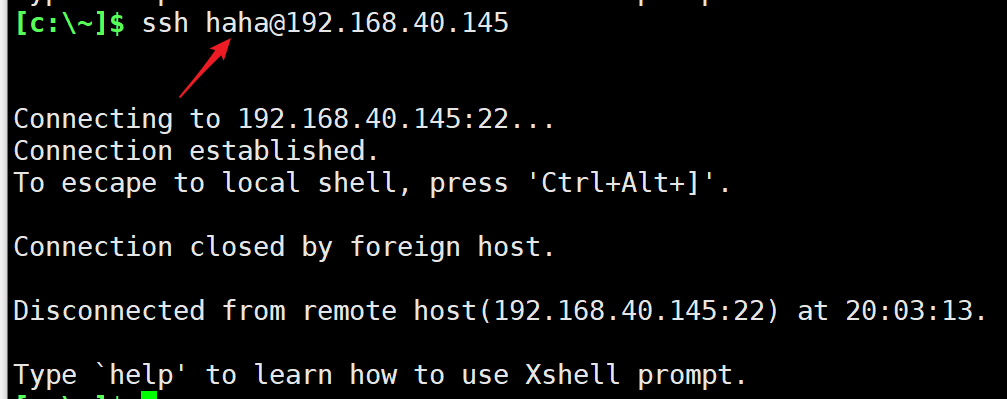 [c:\~]$ ssh haha@192.168.40.145
Connecting to 192.168.40.145:22...
Connection established.
To escape to local shell, press 'Ctrl+Alt+]'.
Connection closed by foreign host.
Disconnected from remote host(192.168.40.145:22) at 20:03:13.
Type `help' to learn how to use Xshell prompt.